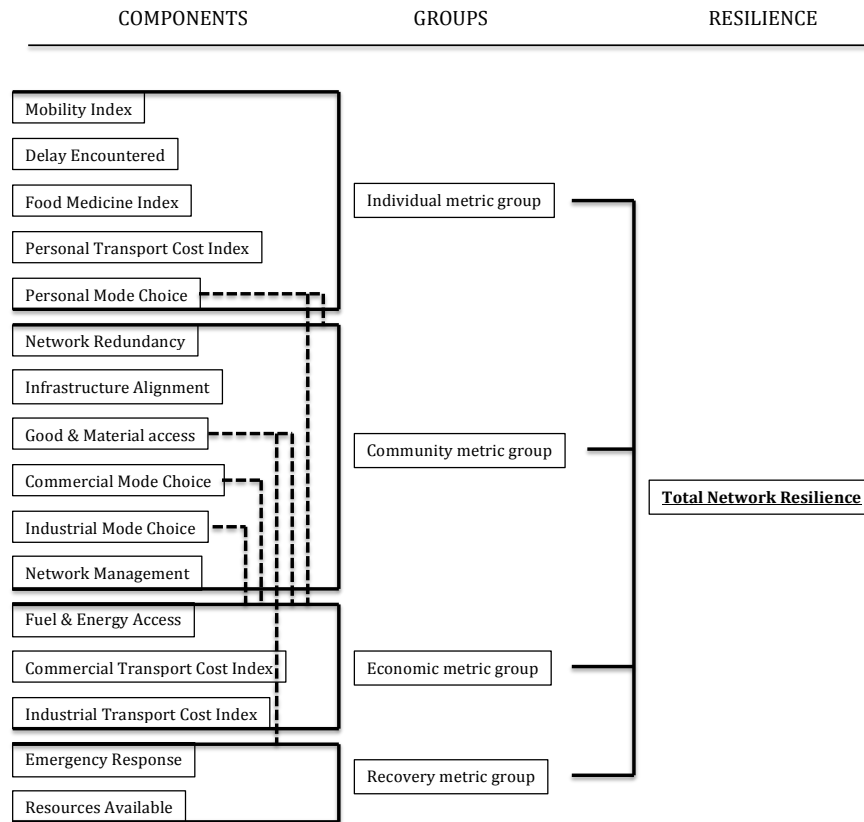 COMPONENTS GROUPS RESILIENCE
Mobility Index
Delay Encountered
Food Medicine Index
Individual metric group
Personal Transport Cost Index
Personal Mode Choice
Network Redundancy
Infrastructure Alignment
Good & Material access
Community metric group
Commercial Mode Choice
Total Network Resilience
Industrial Mode Choice
Network Management
Fuel & Energy Access
Commercial Transport Cost Index
Economic metric group
Industrial Transport Cost Index
Emergency Response
Recovery metric group
Resources Available